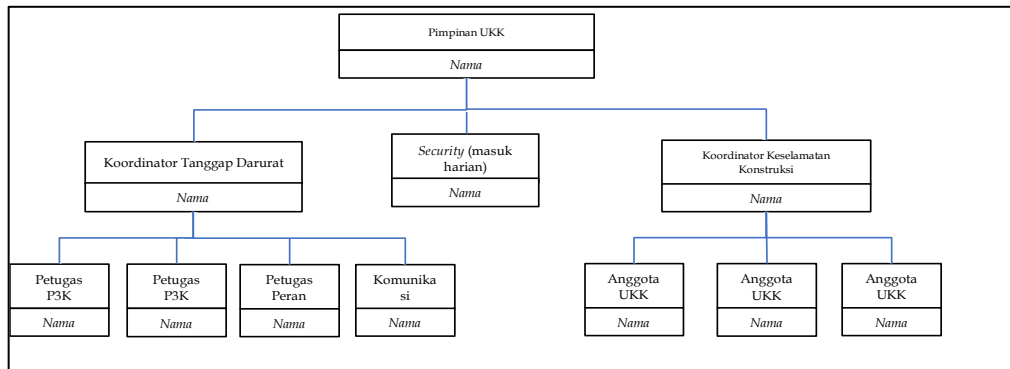 Pimpinan UKK
Nama
Koordinator Tanggap Darurat
Nama
Security (masuk
harian)
Nama
Koordinator Keselamatan
Konstruksi
Nama
Petugas
P3K
Nama
Petugas
P3K
Nama
Petugas
Peran
Nama
Komunika
si
Nama
Anggota
UKK
Nama
Anggota
UKK
Nama
Anggota
UKK
Nama